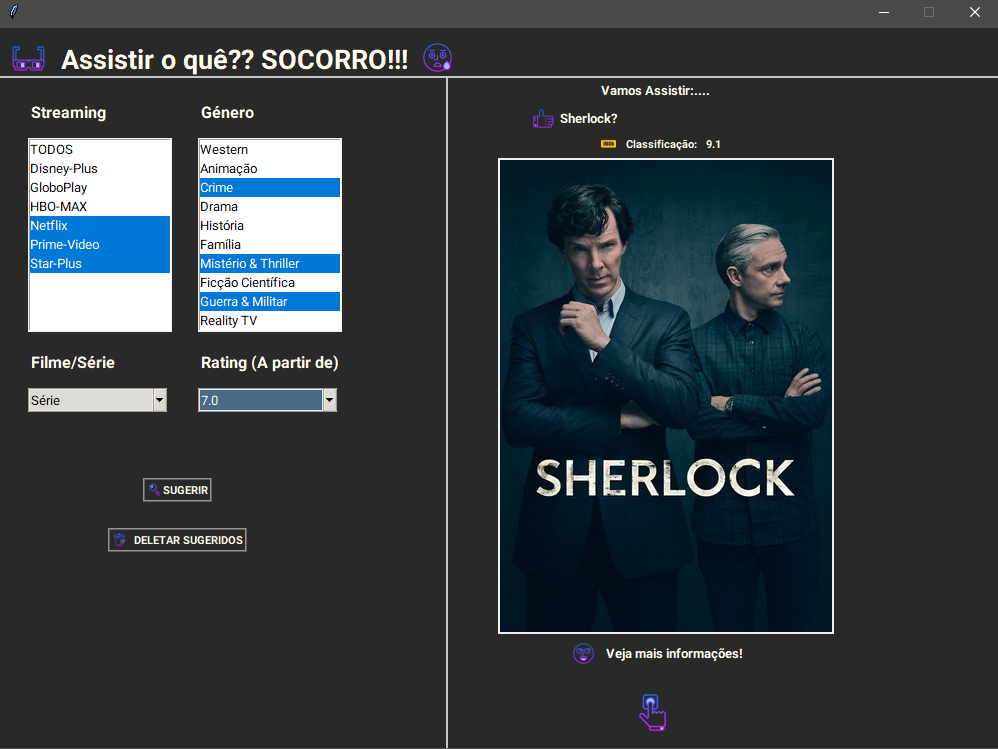 Assistir o quê?? SOCORRO!!!
Streaming
Género
TODOS
Disney-Plus
GloboPlay
HBO-MAX
Netflix
Prime-Video
Star-Plus
Western
Animação
Crime
Drama
História
Família
Mistério & Thriller
Ficção Científica
Guerra & Militar
Reality TV
Filme/Série
Rating (A partir de)
Série
7.0
SUGERIR
DELETAR SUGERIDOS
Vamos Assistir:....
Sherlock?
IMDb Classificação: 9.1
SHERLOCK
Veja mais informações!